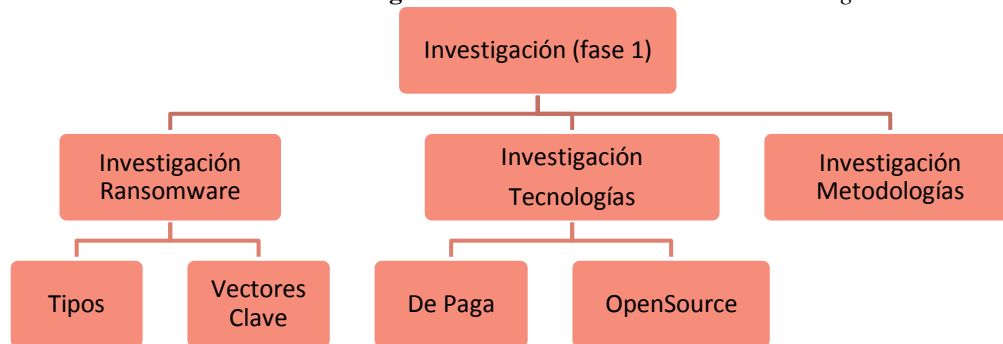 Investigación (fase 1)
Investigación
Ransomware
Investigación
Tecnologías
Investigación
Metodologías
Tipos
Vectores
Clave
De Paga
OpenSource